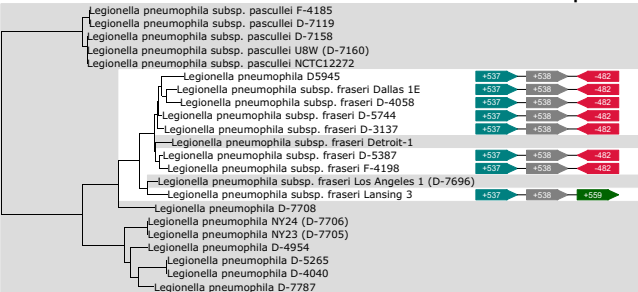 Legionella pneumophila subsp. pascullei F-4185
Legionella pneumophila subsp. pascullei D-7119
Legionella pneumophila subsp. pascullei D-7158
Legionella pneumophila subsp. pascullei U8W (D-7160)
Legionella pneumophila subsp. pascullei NCTC12272
Legionella pneumophila D5945 +537 +538 -482
Legionella pneumophila subsp. fraseri Dallas 1E +537 +538 -482
Legionella pneumophila subsp. fraseri D-4058 +537 +538 -482
Legionella pneumophila subsp. fraseri D-5744 +537 +538 -482
Legionella pneumophila subsp. fraseri D-3137 +537 +538 -482
Legionella pneumophila subsp. fraseri Detroit-1
Legionella pneumophila subsp. fraseri D-5387 +537 +538 -482
Legionella pneumophila subsp. fraseri F-4198 +537 +538 -482
Legionella pneumophila subsp. fraseri Los Angeles 1 (D-7696)
Legionella pneumophila subsp. fraseri Lansing 3 +537 +538 +559
Legionella pneumophila D-7708
Legionella pneumophila NY24 (D-7706)
Legionella pneumophila NY23 (D-7705)
Legionella pneumophila D-4954
Legionella pneumophila D-5265
Legionella pneumophila D-4040
Legionella pneumophila D-7787